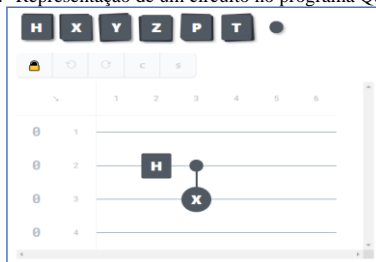 Representação de um circuito no programa Qu
H X Y Z P T
C S
1 2 3 4 5 6
0 1
0 2 H
0 3 X
0 4